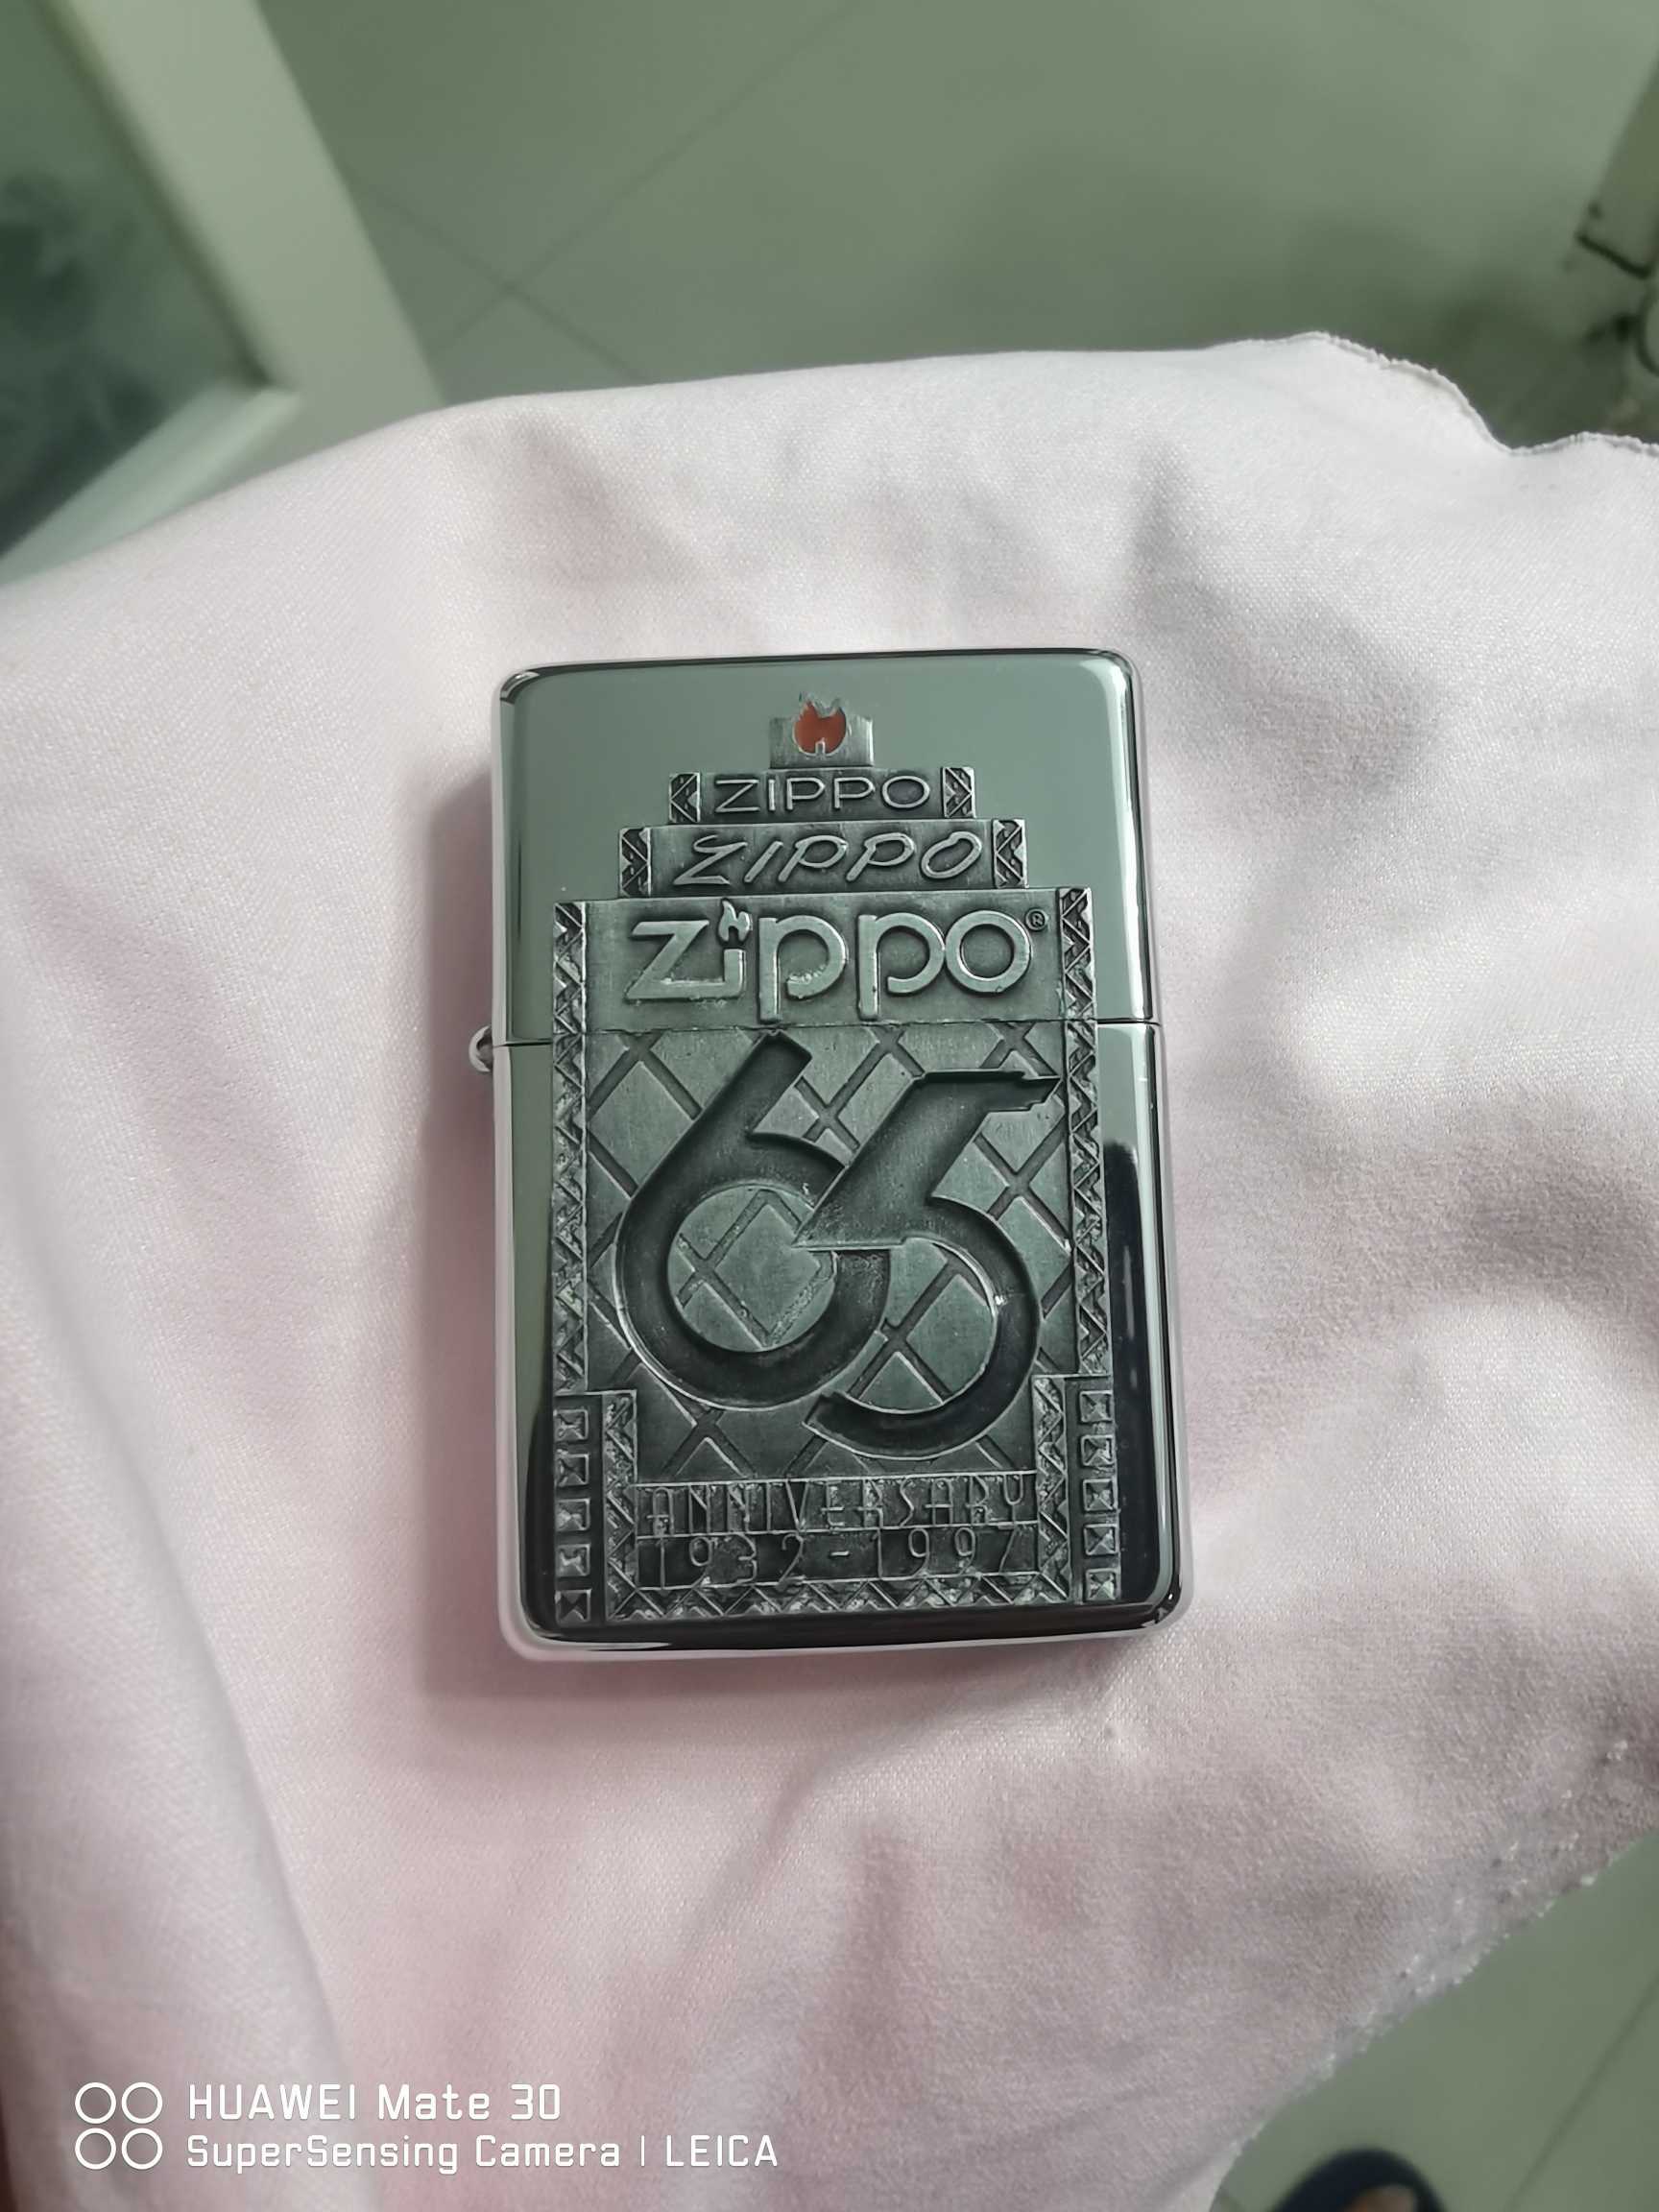 ZIPPO
ZIPPO
Zippo®
65
ANNIVERSARY
1932-1997
HUAWEI Mate 30
SuperSensing Camera | LEICA